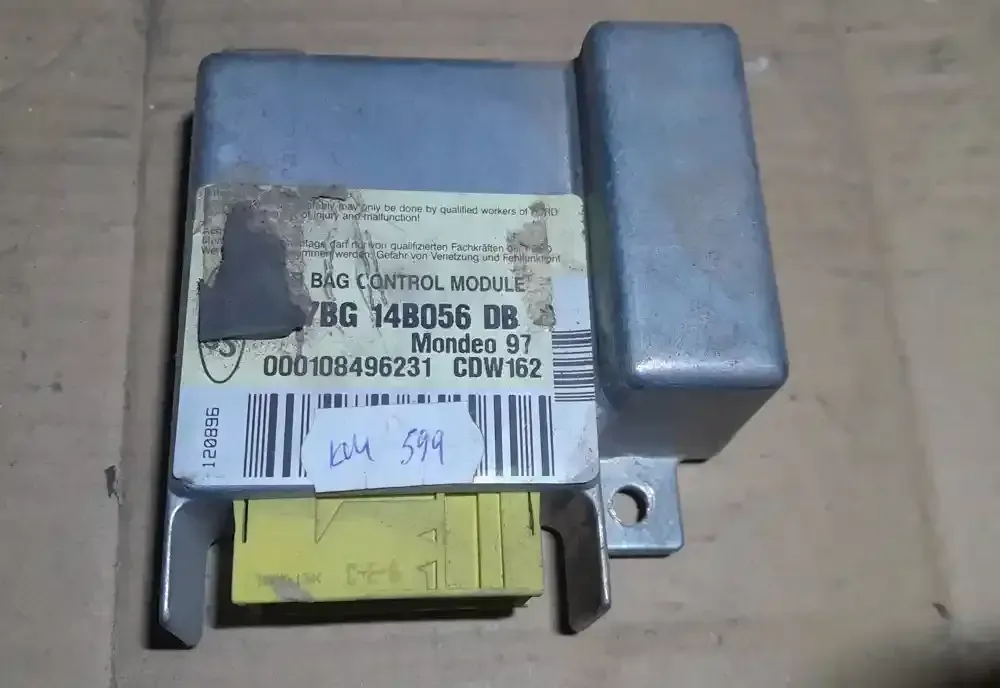 may only be done by qualified workers of
of injury and malfunction!
darf nur von qualifizierten Fachkräften
werden. Gefahr von Verletzung und Fehlfunktion!
BAG CONTROL MODULE
7BG 14B056 DB
Mondeo 97
000108496231 CDW162
120896
KM 599